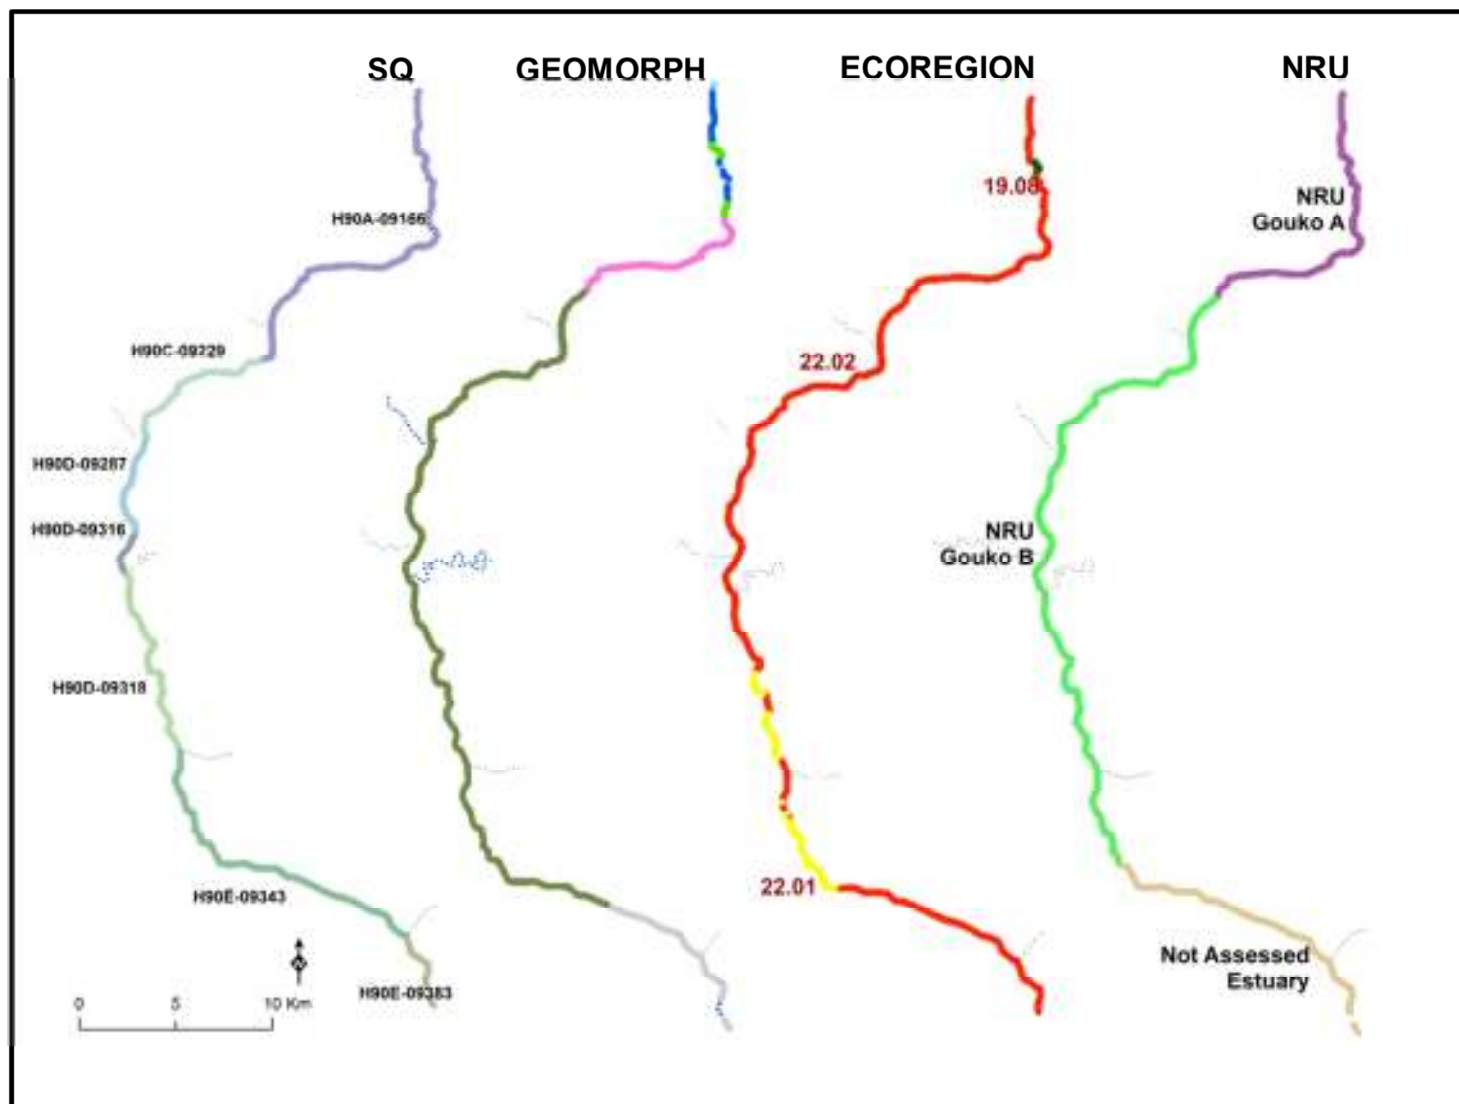 SQ GEOMORPH ECOREGION NRU
19.08
NRU
Gouko A
H90A-09166
H90C-09229
22.02
H90D-09287
H90D-09316
NRU
Gouko B
H90D-09318
22.01
H90E-09343
Not Assessed
Estuary
H90E-09383
N
0 5 10 Km